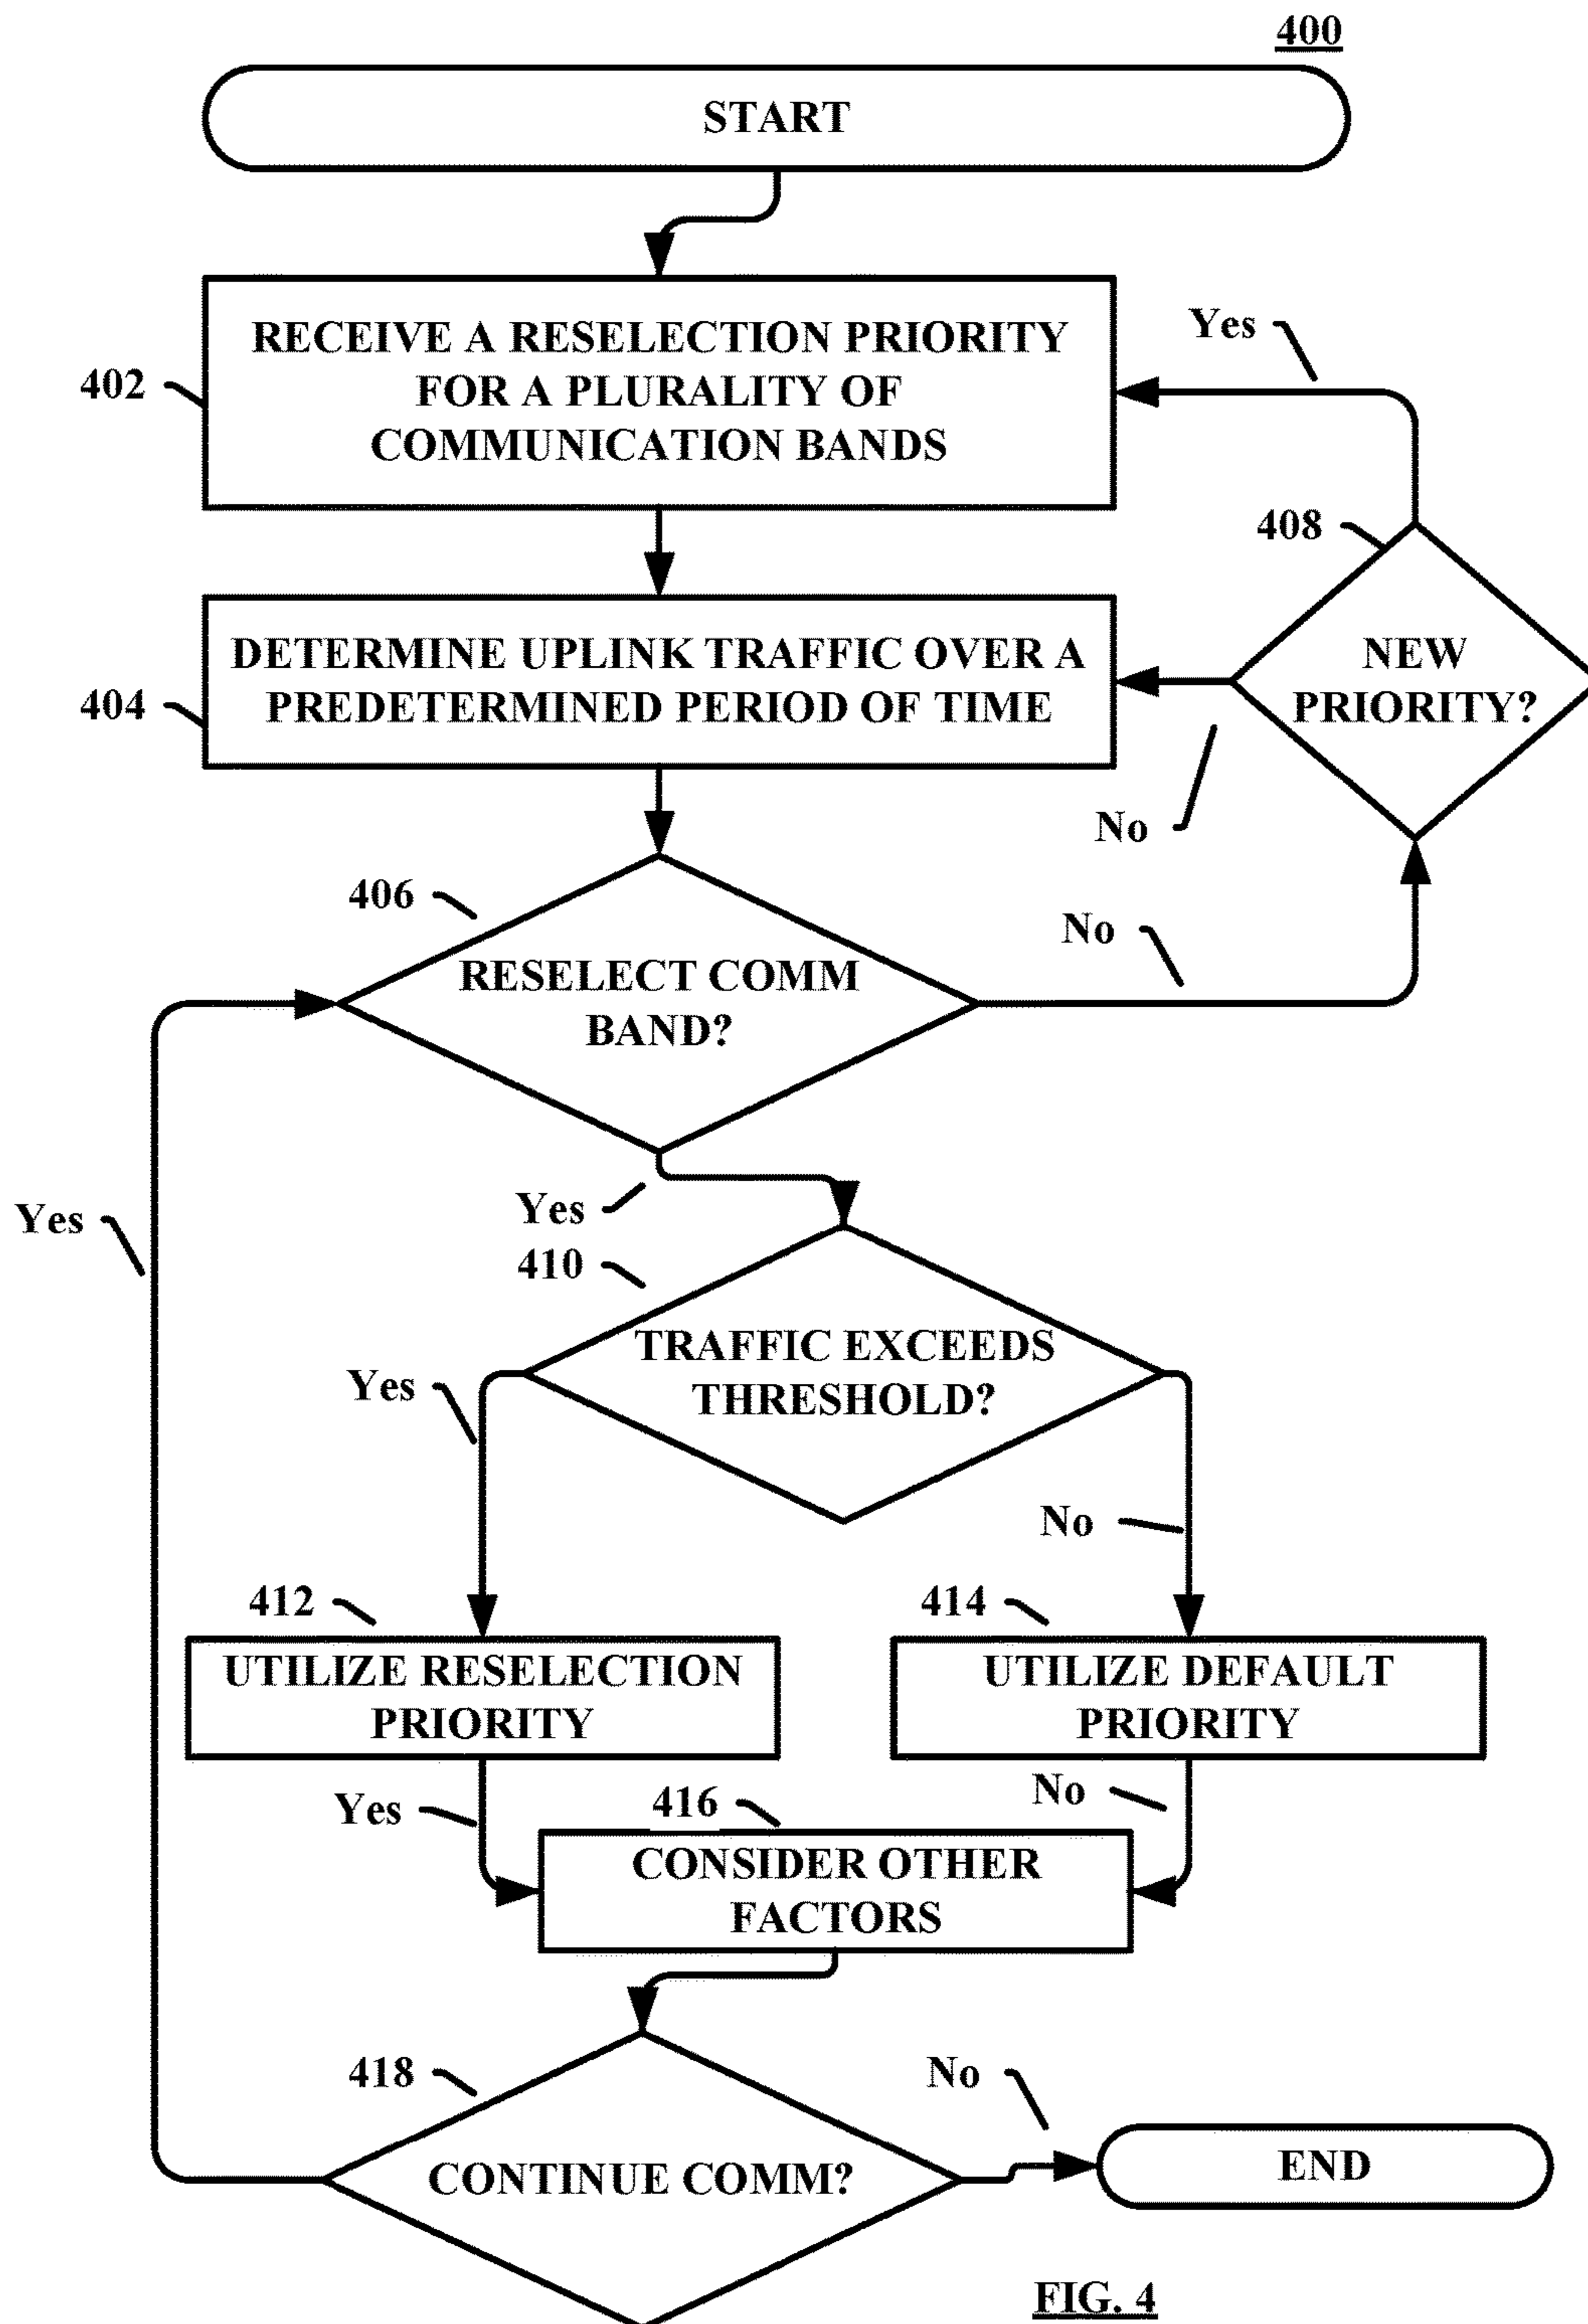 400
START
RECEIVE A RESELECTION PRIORITY
FOR A PLURALITY OF
COMMUNICATION BANDS
402
Yes
408
NEW
PRIORITY?
DETERMINE UPLINK TRAFFIC OVER A
PREDETERMINED PERIOD OF TIME
404
No
406
No
RESELECT COMM
BAND?
Yes
Yes
410
TRAFFIC EXCEEDS
THRESHOLD?
Yes
No
412
414
UTILIZE RESELECTION
PRIORITY
UTILIZE DEFAULT
PRIORITY
Yes
416
No
CONSIDER OTHER
FACTORS
418
No
CONTINUE COMM?
END
FIG. 4